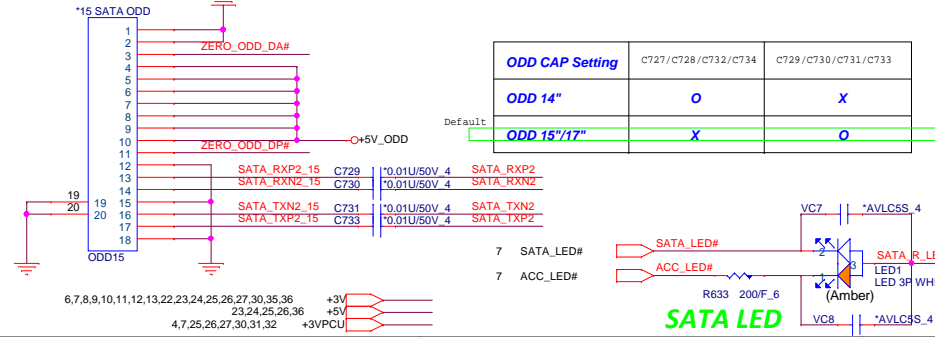 *15 SATA ODD
1
2
ZERO_ODD_DA#
3
4
5
6
7
8
9
10
+5V_ODD
ZERO_ODD_DP#
11
12
SATA_RXP2_15 C729 *0.01U/50V_4 SATA_RXP2
13
SATA_RXN2_15 C730 *0.01U/50V_4 SATA_RXN2
14
19 19 15
20 20 16 SATA_TXN2_15 C731 *0.01U/50V_4 SATA_TXN2
17 SATA_TXP2_15 C733 *0.01U/50V_4 SATA_TXP2
18
ODD15
ODD CAP Setting C727/C728/C732/C734 C729/C730/C731/C733
ODD 14" O X
Default
ODD 15"/17" X O
VC7 *AVLC5S_4
7 SATA_LED# SATA_LED# 2
3 SATA_R_LE
7 ACC_LED# ACC_LED# 1
LED1
LED 3P WHI
R633 200/F_6
(Amber)
SATA LED
VC8 *AVLC5S_4
6,7,8,9,10,11,12,13,22,23,24,25,26,27,30,35,36 +3V
23,24,25,26,36 +5V
4,7,25,26,27,30,31,32 +3VPCU